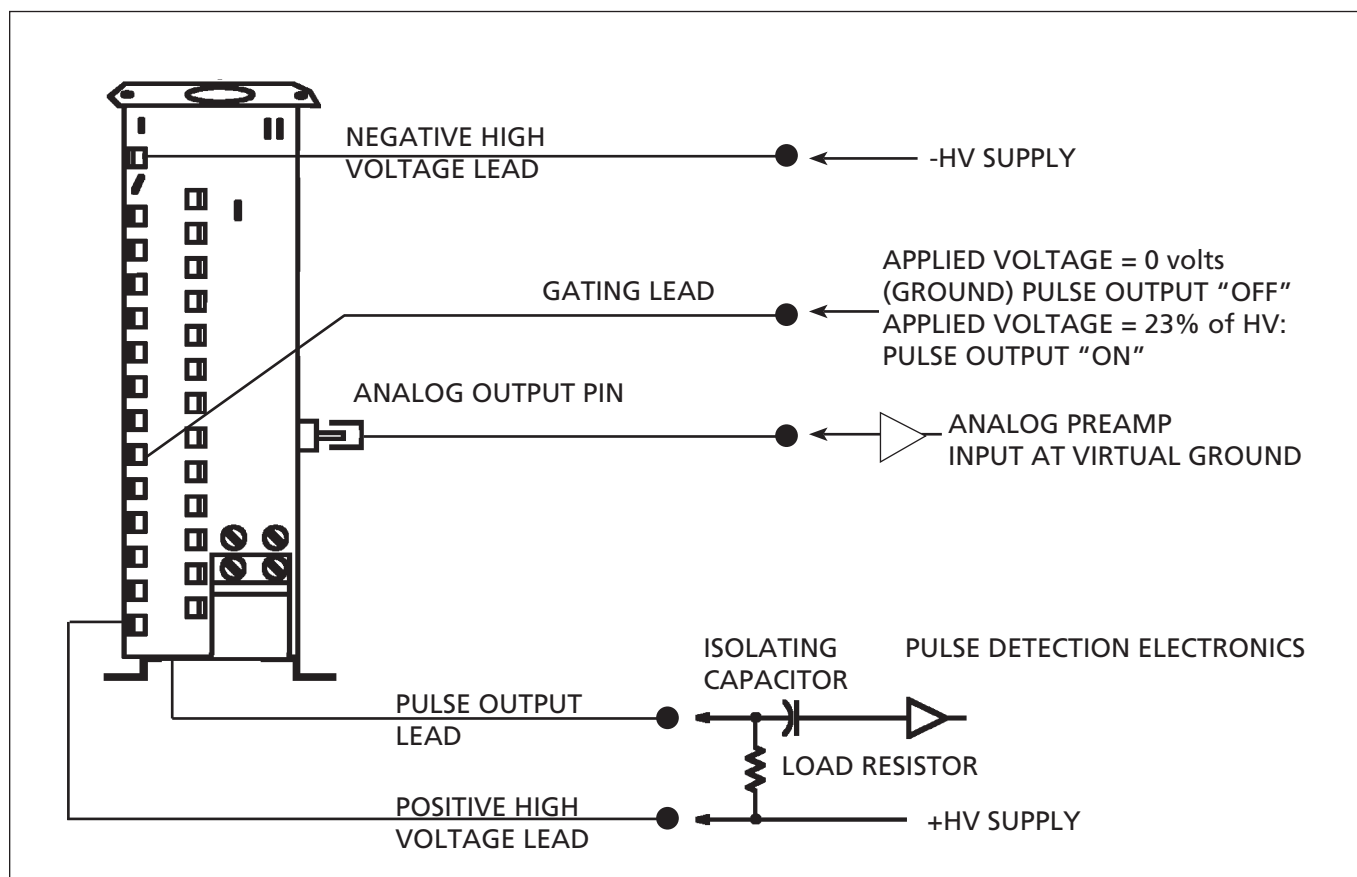 NEGATIVE HIGH
VOLTAGE LEAD
-HV SUPPLY
GATING LEAD
APPLIED VOLTAGE = 0 volts
(GROUND) PULSE OUTPUT “OFF”
APPLIED VOLTAGE = 23% of HV:
PULSE OUTPUT “ON”
ANALOG OUTPUT PIN
ANALOG PREAMP
INPUT AT VIRTUAL GROUND
ISOLATING
CAPACITOR
PULSE DETECTION ELECTRONICS
PULSE OUTPUT
LEAD
LOAD RESISTOR
POSITIVE HIGH
VOLTAGE LEAD
+HV SUPPLY